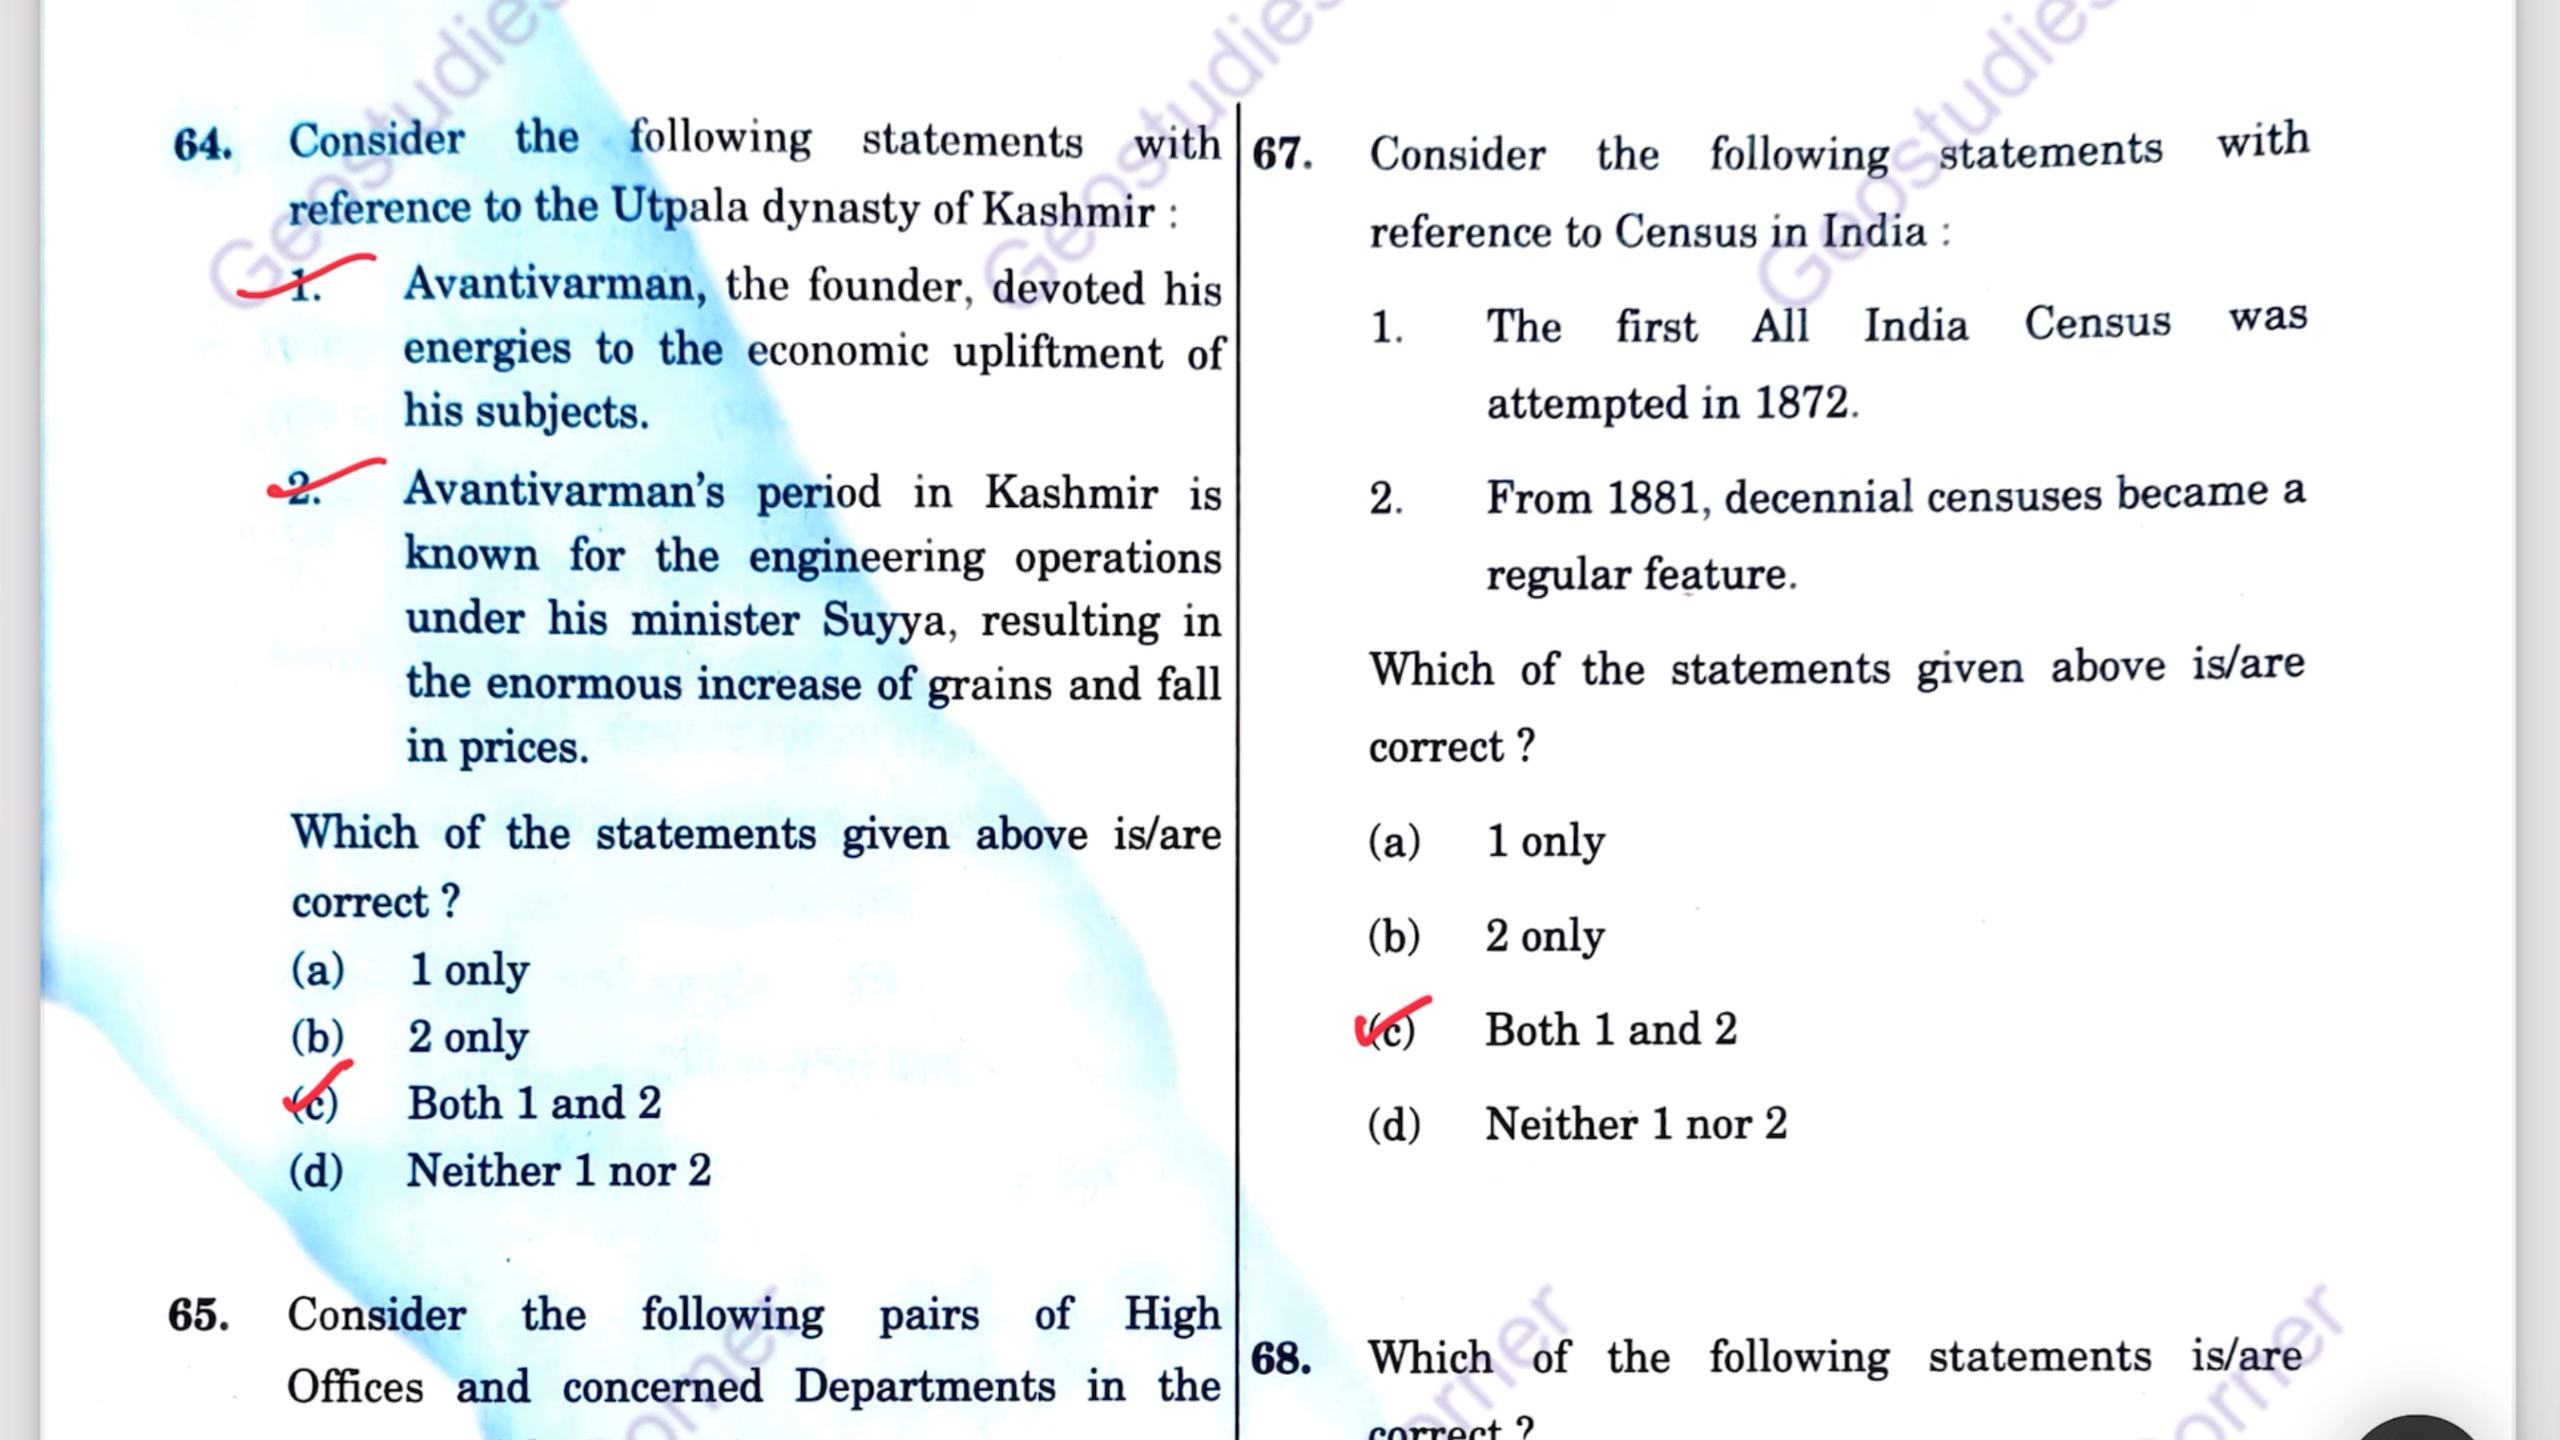 64. Consider the following statements with
reference to the Utpala dynasty of Kashmir :
1. Avantivarman, the founder, devoted his
energies to the economic upliftment of
his subjects.
2. Avantivarman's period in Kashmir is
known for the engineering operations
under his minister Suyya, resulting in
the enormous increase of grains and fall
in prices.
Which of the statements given above is/are
correct ?
(a) 1 only
(b) 2 only
(c) Both 1 and 2
(d) Neither 1 nor 2
65. Consider the following pairs of High
Offices and concerned Departments in the
67. Consider the following statements with
reference to Census in India :
1. The first All India Census was
attempted in 1872.
2. From 1881, decennial censuses became a
regular feature.
Which of the statements given above is/are
correct ?
(a) 1 only
(b) 2 only
(c) Both 1 and 2
(d) Neither 1 nor 2
68. Which of the following statements is/are
correct ?
Geostudies
Geostudies
Geostudies
orner
orner
orner